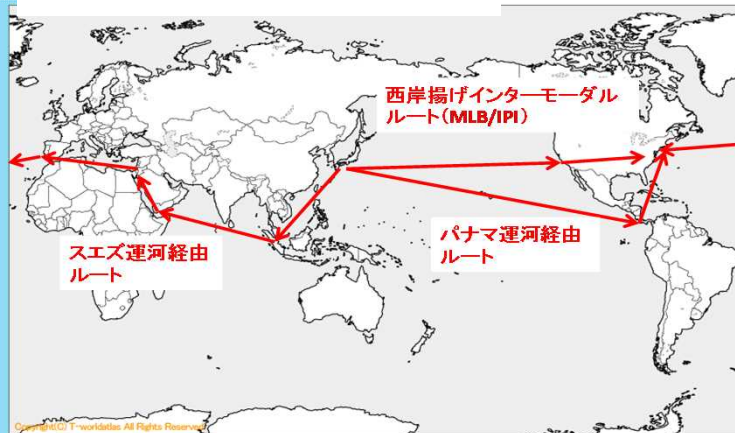 西岸揚げインターモーダル
ルート（MLB/IPI）
スエズ運河経由
ルート
パナマ運河経由
ルート
Copyright(C) T-worldatlas All Rights Reserved